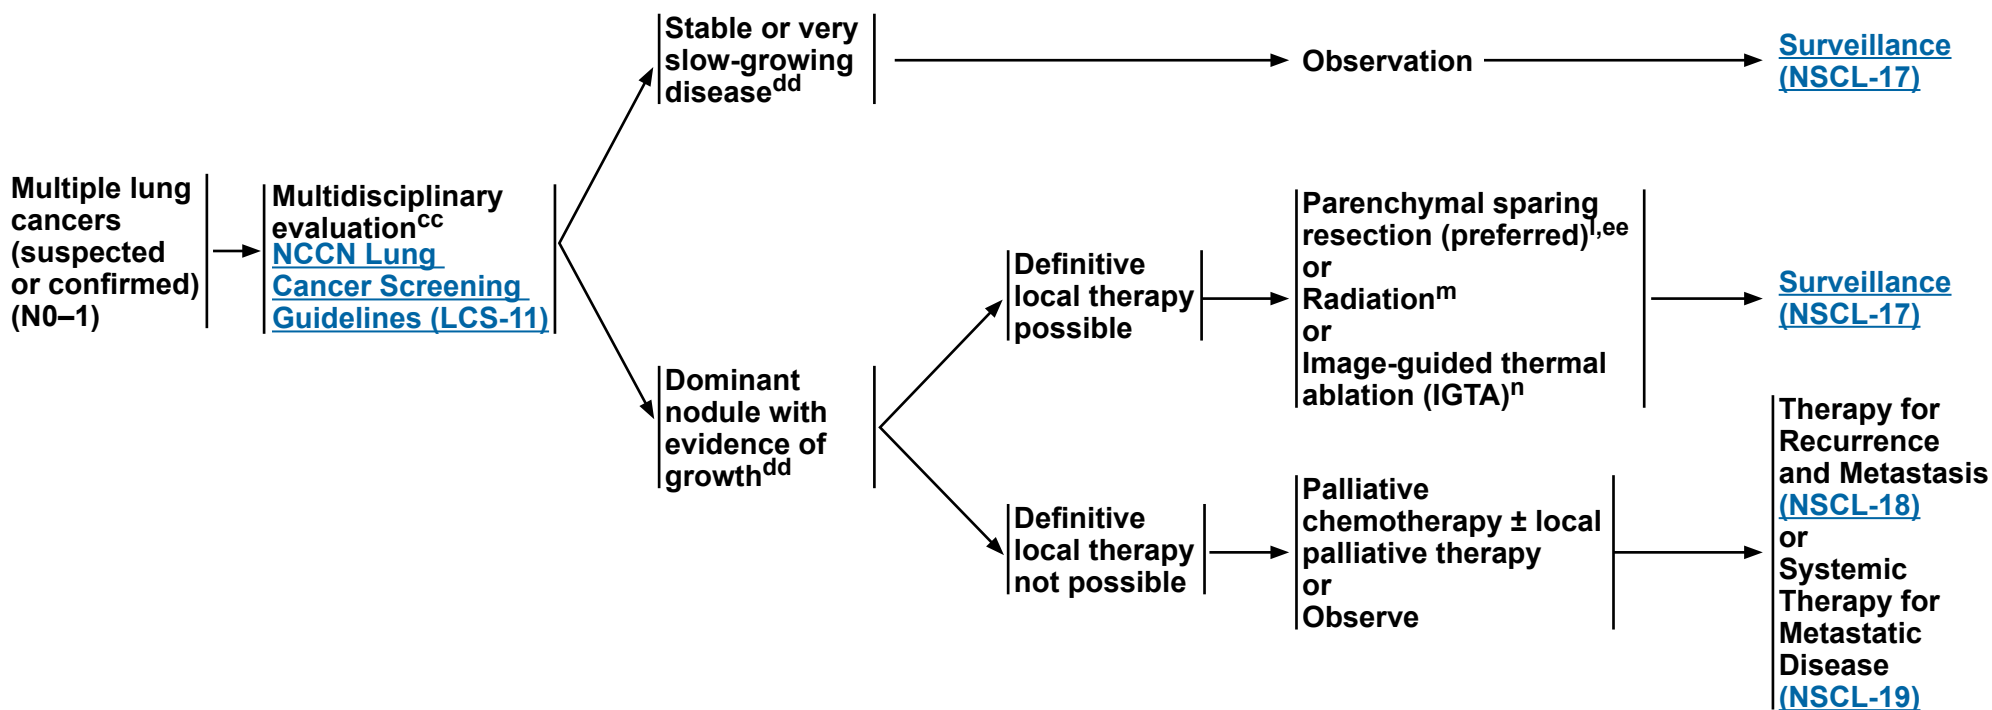 Multiple lung
cancers
(suspected
or confirmed)
(N0–1)
Multidisciplinary
evaluationcc
NCCN Lung
Cancer Screening
Guidelines (LCS-11)
Stable or very
slow-growing
diseasedd
Observation
Surveillance
(NSCL-17)
Dominant
nodule with
evidence of
growthdd
Definitive
local therapy
possible
Parenchymal sparing
resection (preferred)l,ee
or
Radiationm
or
Image-guided thermal
ablation (IGTA)n
Surveillance
(NSCL-17)
Definitive
local therapy
not possible
Palliative
chemotherapy ± local
palliative therapy
or
Observe
Therapy for
Recurrence
and Metastasis
(NSCL-18)
or
Systemic
Therapy for
Metastatic
Disease
(NSCL-19)